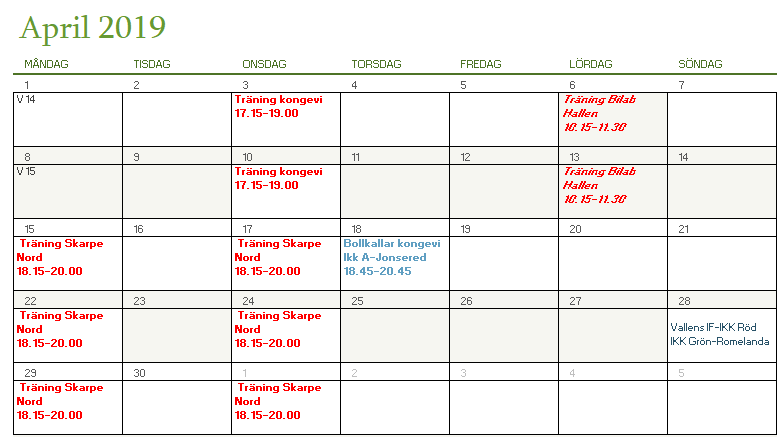 April 2019
MÅNDAG TISDAG ONSDAG TORSDAG FREDAG LÖRDAG SÖNDAG
1 2 3 4 5 6 7
V 14 Träning kongevi Träning Bilab
17.15-19.00 Hallen
10.15-11.30
8 9 10 11 12 13 14
V 15 Träning kongevi Träning Bilab
17.15-19.00 Hallen
10.15-11.30
15 16 17 18 19 20 21
Träning Skarpe Träning Skarpe Bollkallar kongevi
Nord Nord Ikk A-Jonsered
18.15-20.00 18.15-20.00 18.45-20.45
22 23 24 25 26 27 28
Träning Skarpe Träning Skarpe
Nord Nord Vallens IF-IKK Röd
18.15-20.00 18.15-20.00 IKK Grön-Romelanda
29 30 1 2 3 4 5
Träning Skarpe Träning Skarpe
Nord Nord
18.15-20.00 18.15-20.00